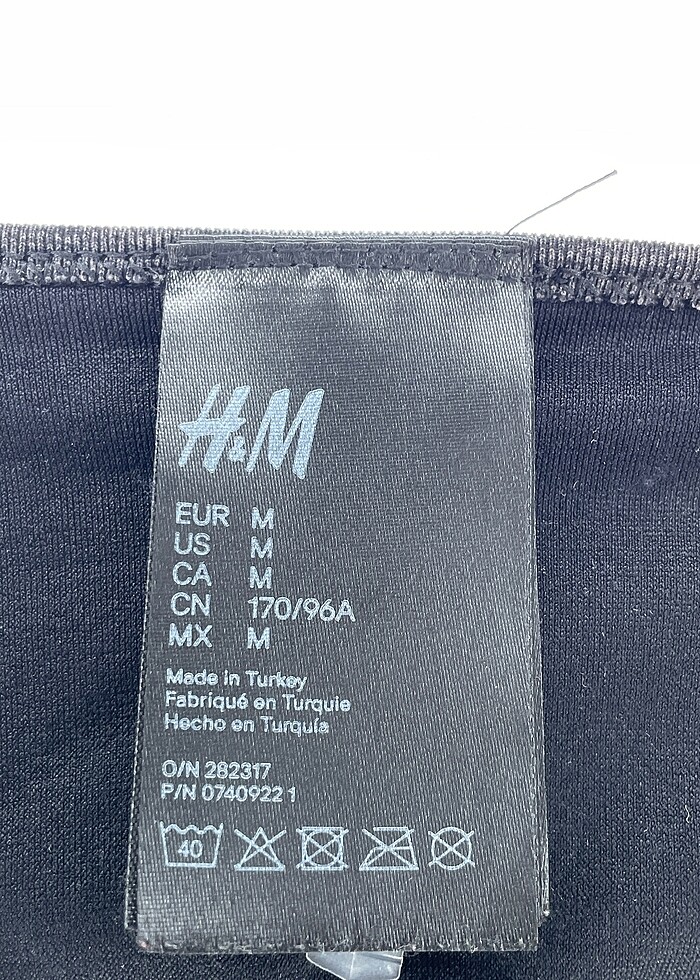 H&M
EUR M
US M
CA M
CN 170/96A
MX M
Made in Turkey
Fabriqué en Turquie
Hecho en Turquía
O/N 282317
P/N 0740922 1
40